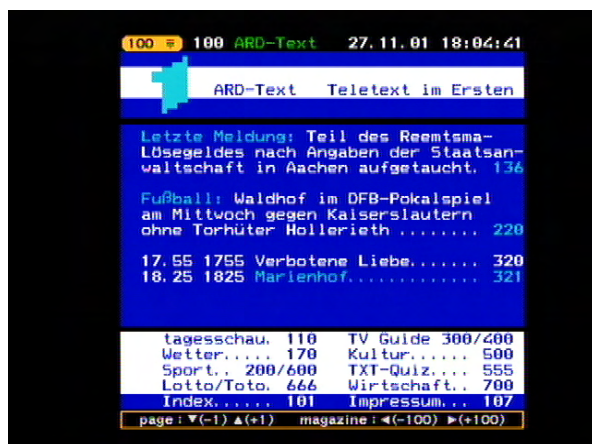 100 100 ARD-Text 27.11.01 18:04:41
ARD-Text Teletext im Ersten
Letzte Meldung: Teil des Reemtsma-
Lösegeldes nach Angaben der Staatsan-
waltschaft in Aachen aufgetaucht. 136
Fußball: Waldhof im DFB-Pokalspiel
am Mittwoch gegen Kaiserslautern
ohne Torhüter Hollerieth ........ 220
17.55 1755 Verbotene Liebe....... 320
18.25 1825 Marienhof............. 321
tagesschau. 110 TV Guide 300/400
Wetter..... 170 Kultur...... 500
Sport.. 200/600 TXT-Quiz.... 555
Lotto/Toto. 666 Wirtschaft.. 700
Index...... 101 Impressum... 107
page : ▼(-1) ▲(+1) magazine : ◄(-100) ►(+100)